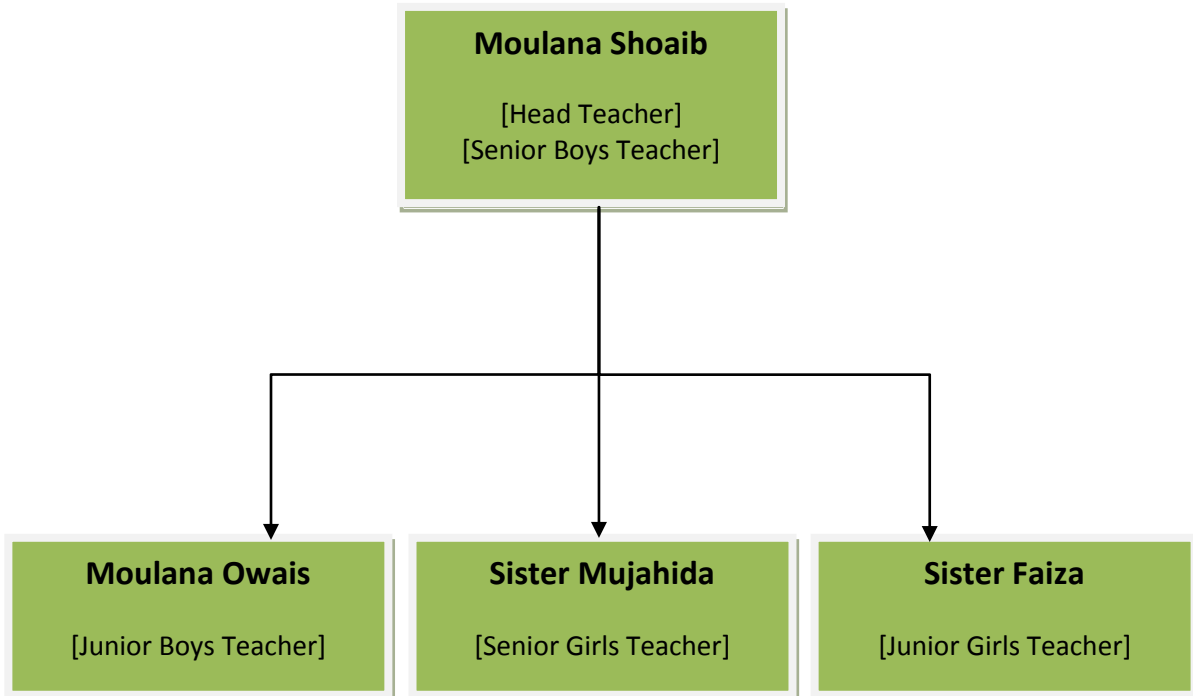 Moulana Shoaib
[Head Teacher]
[Senior Boys Teacher]
Moulana Owais
[Junior Boys Teacher]
Sister Mujahida
[Senior Girls Teacher]
Sister Faiza
[Junior Girls Teacher]